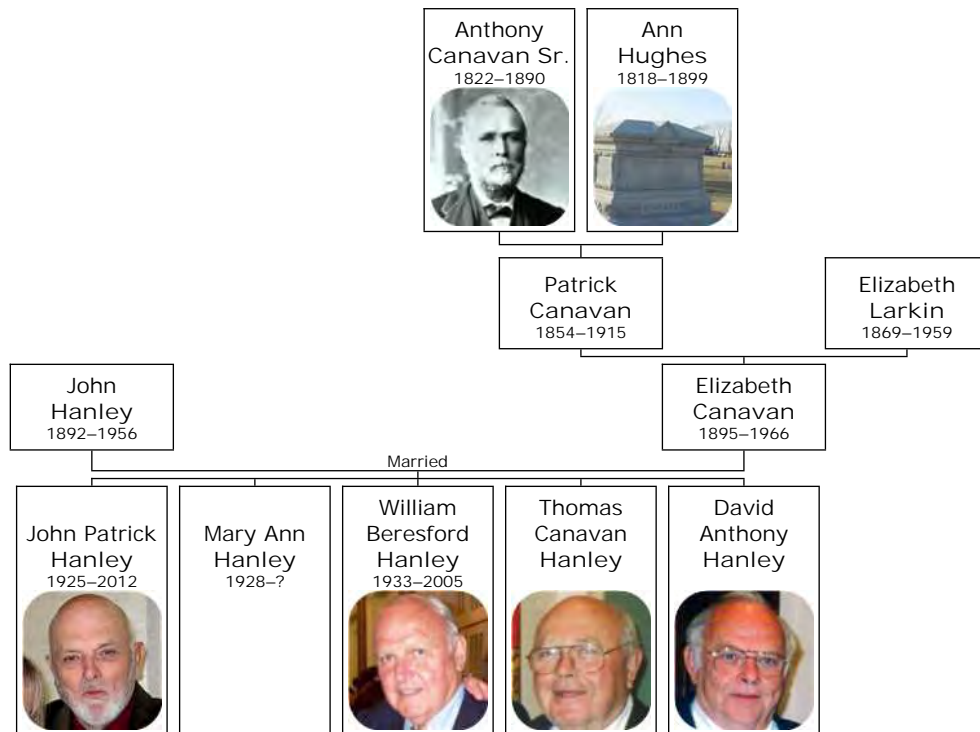 Anthony
Canavan Sr.
1822–1890
Ann
Hughes
1818–1899
Patrick
Canavan
1854–1915
Elizabeth
Larkin
1869–1959
John
Hanley
1892–1956
Elizabeth
Canavan
1895–1966
Married
John Patrick
Hanley
1925–2012
Mary Ann
Hanley
1928–?
William
Beresford
Hanley
1933–2005
Thomas
Canavan
Hanley
David
Anthony
Hanley